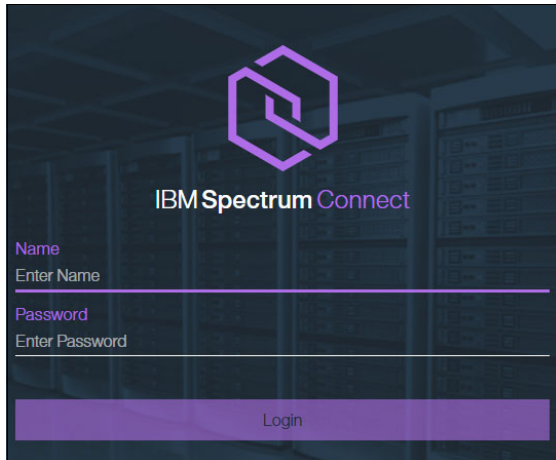 IBM Spectrum Connect
Name
Enter Name
Password
Enter Password
Login